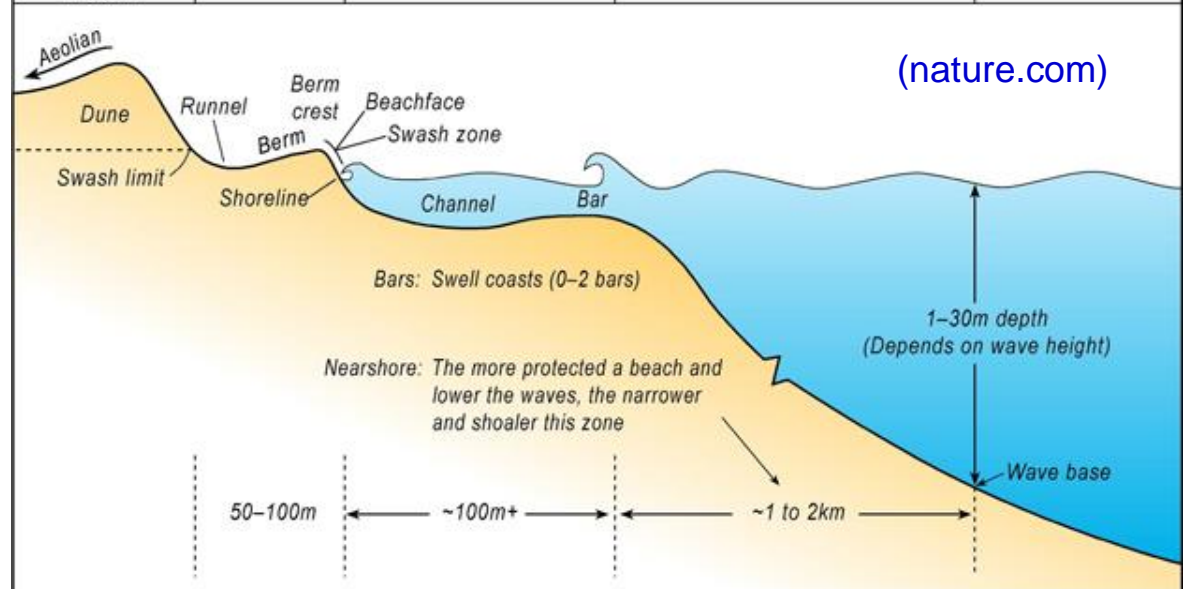 (nature.com)
Aeolian
Dune
Runnel
Berm
crest
Beachface
Swash zone
Berm
Swash limit
Shoreline
Channel
Bar
Bars: Swell coasts (0–2 bars)
1–30m depth
(Depends on wave height)
Nearshore: The more protected a beach and
lower the waves, the narrower
and shoaler this zone
Wave base
50–100m
~100m+
~1 to 2km